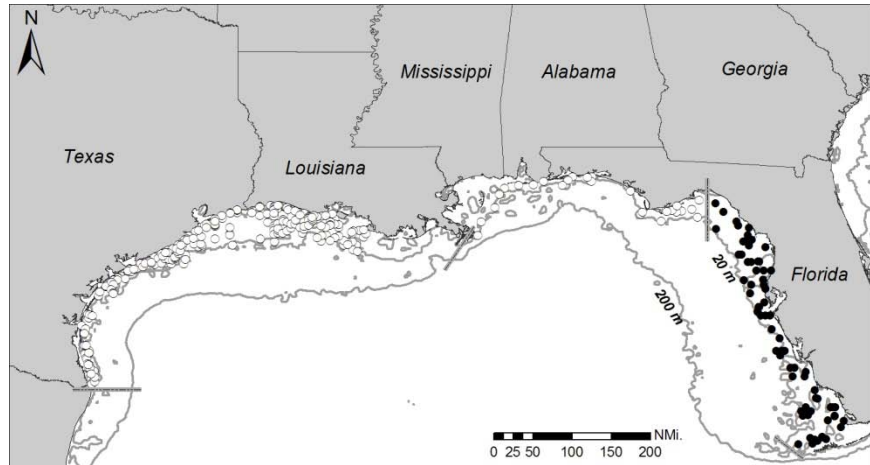 N
Mississippi
Alabama
Georgia
Texas
Louisiana
Florida
20 m
200 m
NMi.
0 25 50 100 150 200